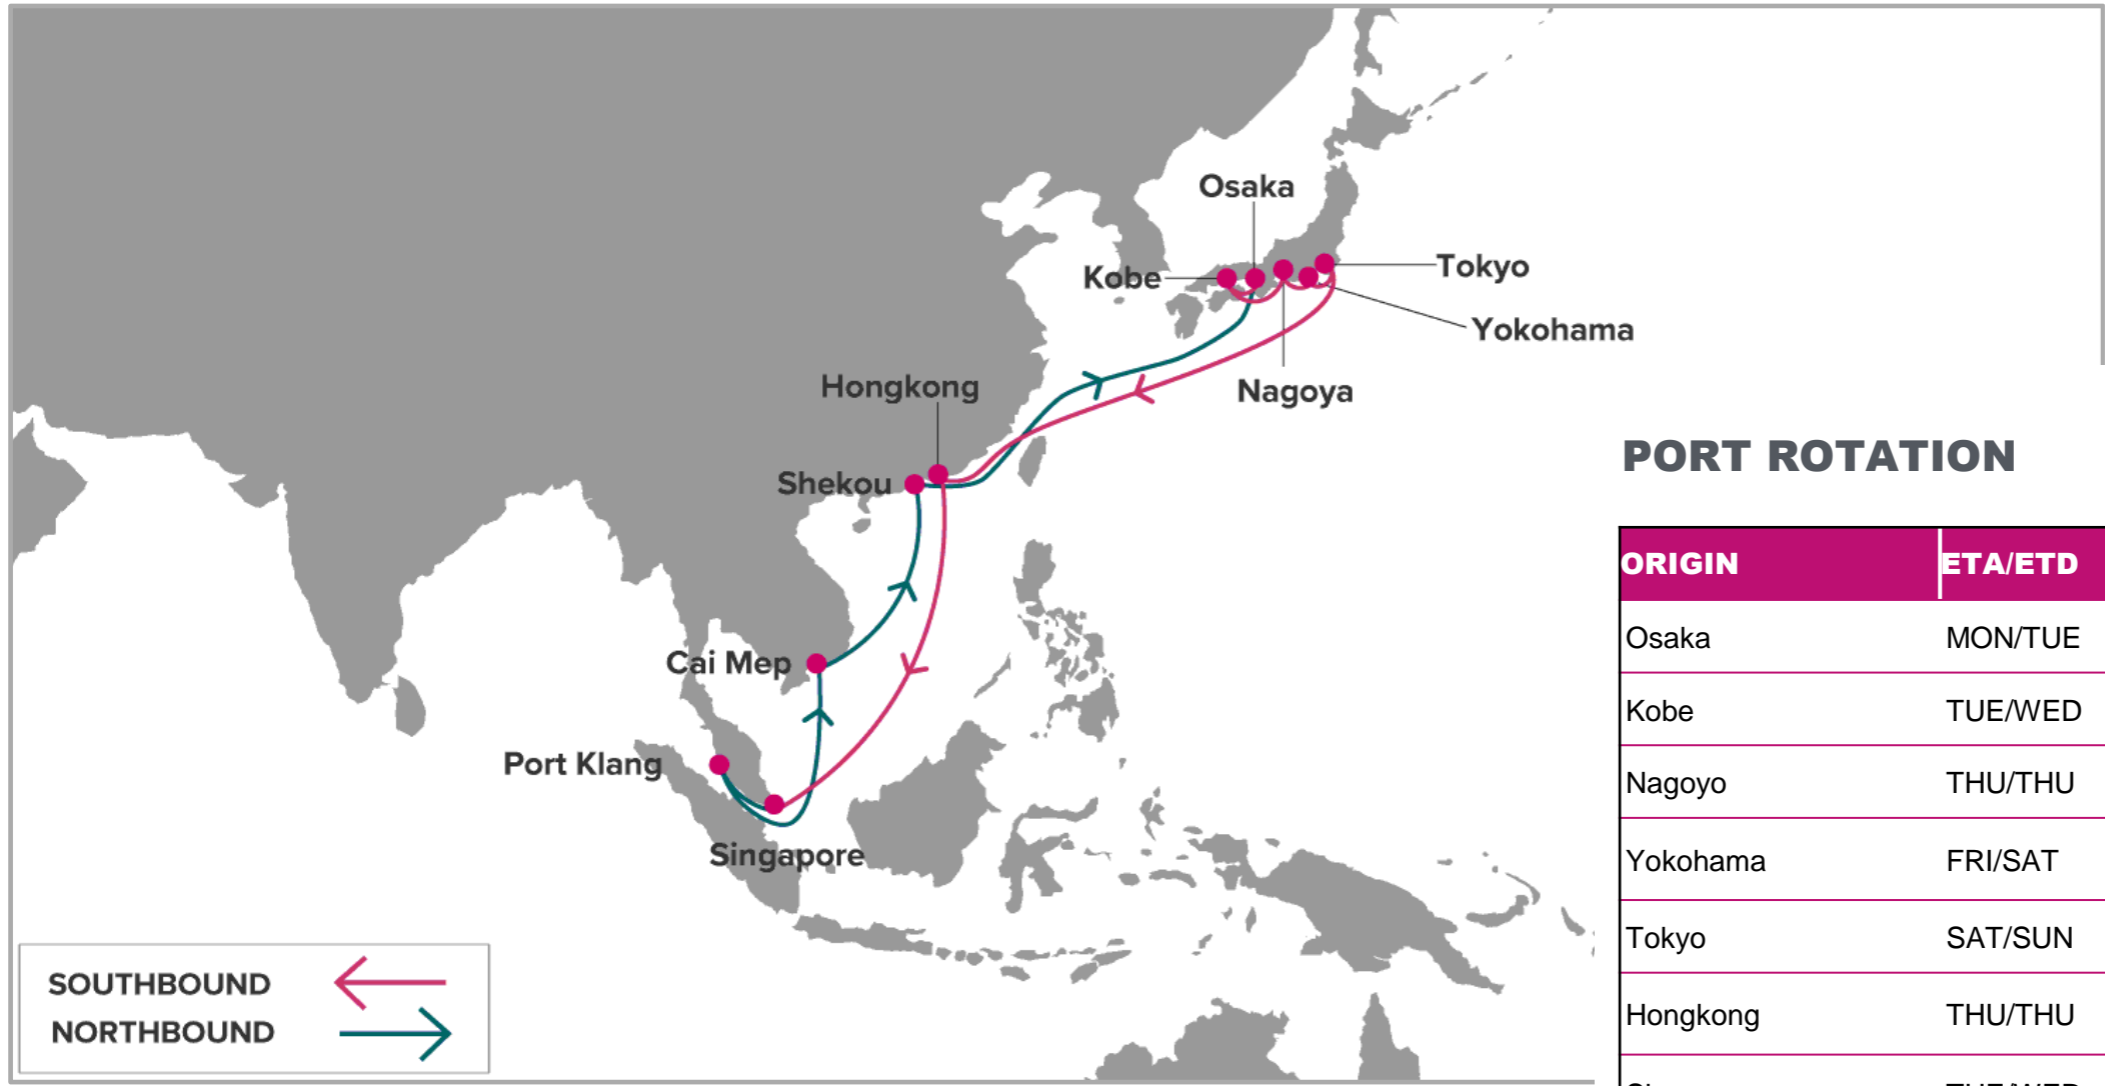 Osaka
Kobe
Tokyo
Yokohama
Nagoya
Hongkong
Shekou
Cai Mep
Port Klang
Singapore
SOUTHBOUND
NORTHBOUND
PORT ROTATION
ORIGIN ETA/ETD
Osaka MON/TUE
Kobe TUE/WED
Nagoyo THU/THU
Yokohama FRI/SAT
Tokyo SAT/SUN
Hongkong THU/THU